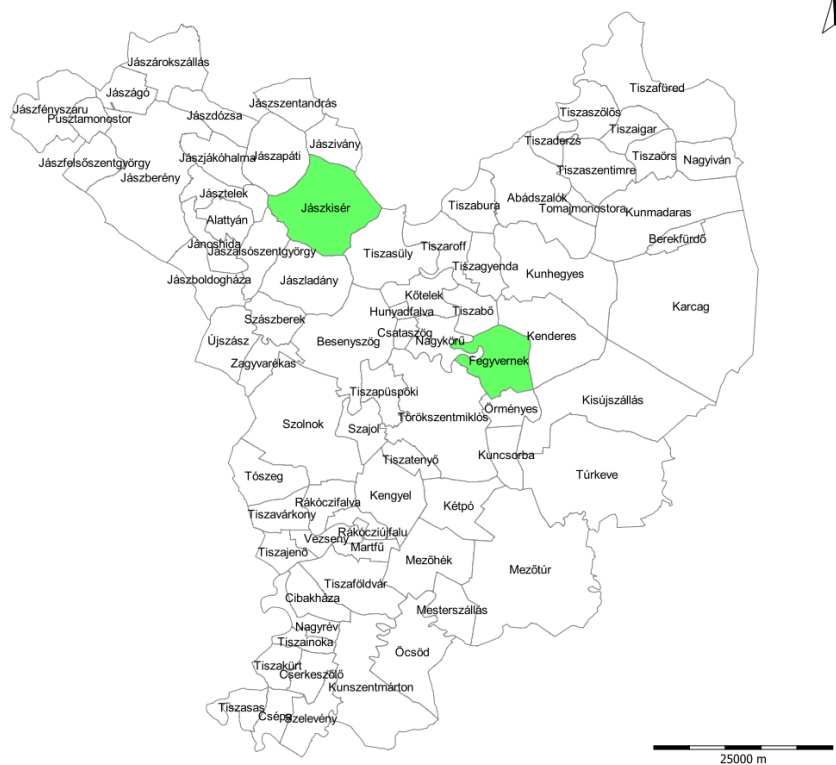 Jászárokszállás
Tiszafüred
Jászágó
Jászszentandrás
Jászfényszaru
Pusztamonostor
Jászdózsa
Tiszaszőlős
Tiszaigar
Jászivány
Tiszaderzs
Jászfelsőszentgyörgy
Jászjákóhalma
Jászapáti
Tiszaörs
Nagyiván
Tiszaszentimre
Jászberény
Jásztelek
Abádszalók
Tiszabura
Jászkisér
Tomajmonostora
Kunmadaras
Alattyán
Berekfürdő
Jánoshida
Tiszaroff
Jászalsószentgyörgy
Tiszasüly
Tiszagyenda
Kunhegyes
Jászboldogháza
Jászladány
Kőtelek
Karcag
Hunyadfalva
Tiszabő
Szászberek
Csataszög
Kenderes
Újszász
Besenyszög
Nagykörű
Zagyvarékas
Fegyvernek
Tiszapüspöki
Kisújszállás
Örményes
Törökszentmiklós
Szolnok
Szajol
Kuncsorba
Tiszatenyő
Tószeg
Túrkeve
Kengyel
Rákóczifalva
Kétpó
Tiszavárkony
Rákócziújfalu
Vezseny
Martfű
Tiszajenő
Mezőhék
Mezőtúr
Tiszaföldvár
Cibakháza
Mesterszállás
Nagyrév
Tiszainoka
Öcsöd
Tiszakürt
Cserkeszőlő
Kunszentmárton
Tiszasas
Csépa
Szelevény
25000 m